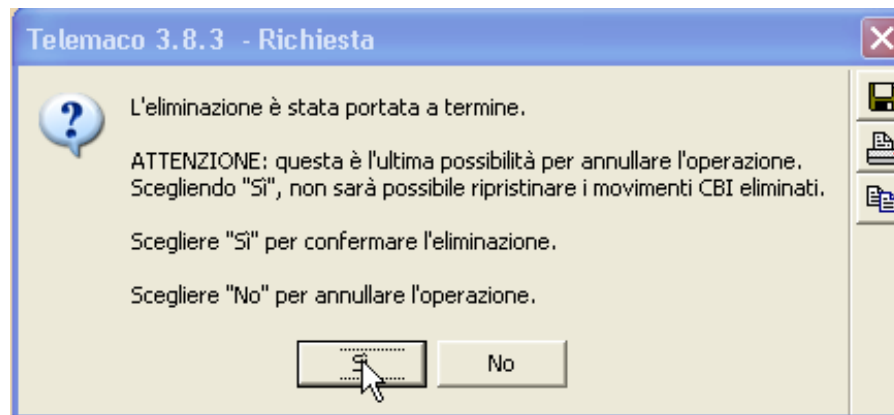 Telemaco 3.8.3 - Richiesta
L'eliminazione è stata portata a termine.
ATTENZIONE: questa è l'ultima possibilità per annullare l'operazione.
Scegliendo "Sì", non sarà possibile ripristinare i movimenti CBI eliminati.
Scegliere "Sì" per confermare l'eliminazione.
Scegliere "No" per annullare l'operazione.
Sì No